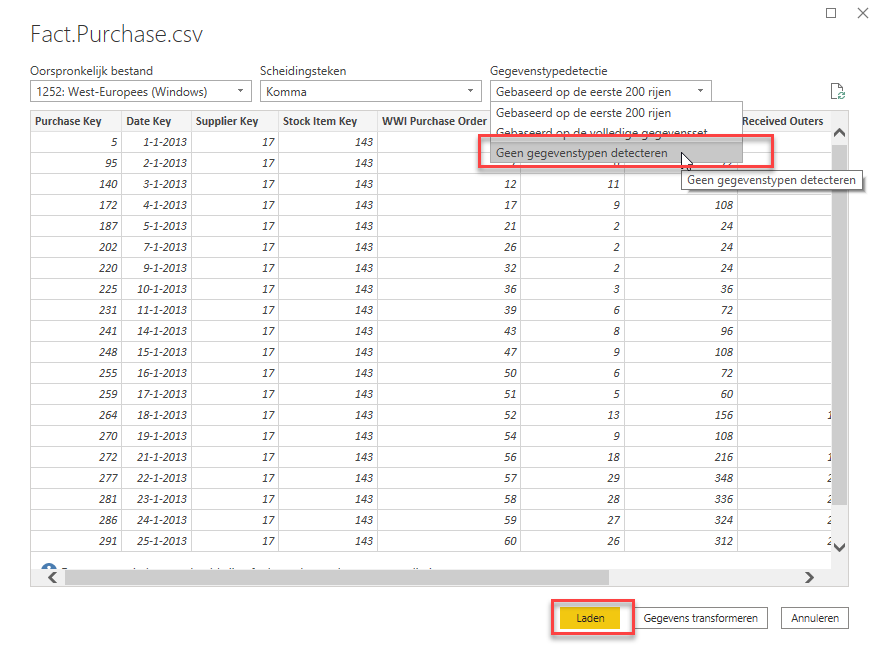 Fact.Purchase.csv
Oorspronkelijk bestand Scheidingsteken Gegevenstypedetectie
1252: West-Europees (Windows) Komma Gebaseerd op de eerste 200 rijen
Gebaseerd op de eerste 200 rijen
Gebaseerd op de volledige gegevensset
Geen gegevenstypen detecteren
Geen gegevenstypen detecteren
Purchase Key Date Key Supplier Key Stock Item Key WWI Purchase Order Received Outers
5 1-1-2013 17 143
95 2-1-2013 17 143
140 3-1-2013 17 143 12 11
172 4-1-2013 17 143 17 9 108
187 5-1-2013 17 143 21 2 24
202 7-1-2013 17 143 26 2 24
220 9-1-2013 17 143 32 2 24
225 10-1-2013 17 143 36 3 36
231 11-1-2013 17 143 39 6 72
241 14-1-2013 17 143 43 8 96
248 15-1-2013 17 143 47 9 108
255 16-1-2013 17 143 50 6 72
259 17-1-2013 17 143 51 5 60
264 18-1-2013 17 143 52 13 156
270 19-1-2013 17 143 54 9 108
272 21-1-2013 17 143 56 18 216
277 22-1-2013 17 143 57 29 348
281 23-1-2013 17 143 58 28 336
286 24-1-2013 17 143 59 27 324
291 25-1-2013 17 143 60 26 312
Laden Gegevens transformeren Annuleren